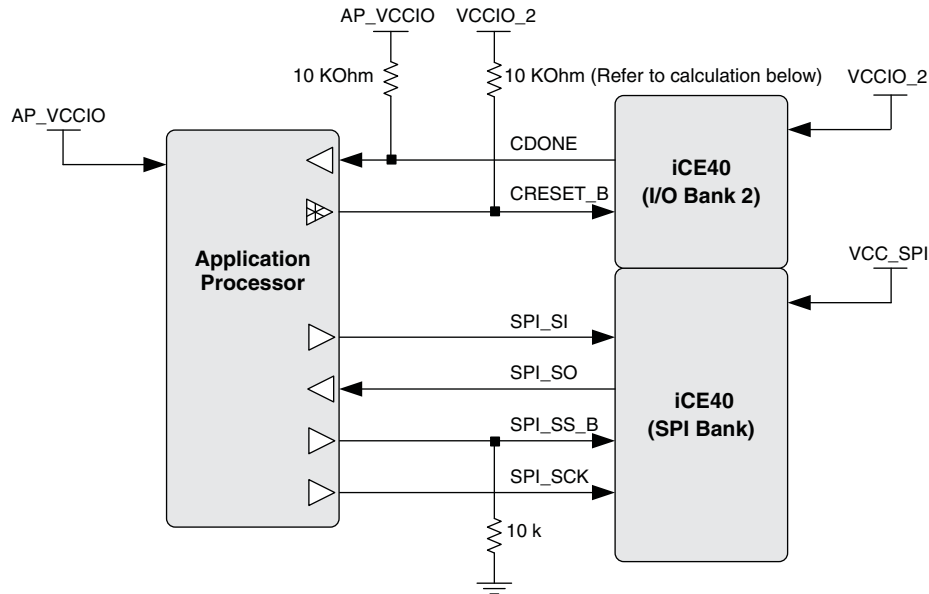 AP_VCCIO VCCIO_2
10 KOhm 10 KOhm (Refer to calculation below)
VCCIO_2
AP_VCCIO
CDONE
iCE40
(I/O Bank 2)
CRESET_B
Application
Processor
VCC_SPI
SPI_SI
SPI_SO
iCE40
(SPI Bank)
SPI_SS_B
SPI_SCK
10 k